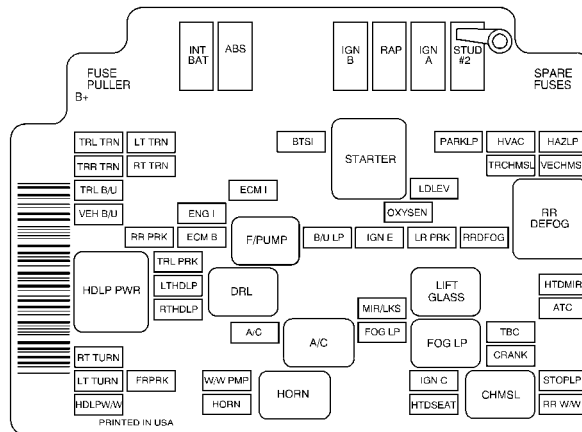 INT BAT
ABS
IGN B
RAP
IGN A
STUD #2
FUSE PULLER
B+
SPARE FUSES
TRL TRN
LT TRN
BTSI
STARTER
PARKLP
HVAC
HAZLP
TRR TRN
RT TRN
TRCHMSL
VECHMSL
TRL B/U
ECM I
LDLEV
RR DEFOG
VEH B/U
ENG I
OXYSEN
RR PRK
ECM B
F/PUMP
B/U LP
IGN E
LR PRK
RRDFOG
TRL PRK
HDLP PWR
LTHDLP
DRL
LIFT GLASS
HTDMIR
RTHDLP
MIR/LKS
ATC
A/C
A/C
FOG LP
FOG LP
TBC
CRANK
RT TURN
LT TURN
FRPRK
W/W PMP
HORN
IGN C
CHMSL
STOPLP
HDLPW/W
HORN
HTDSEAT
RR W/W
PRINTED IN USA